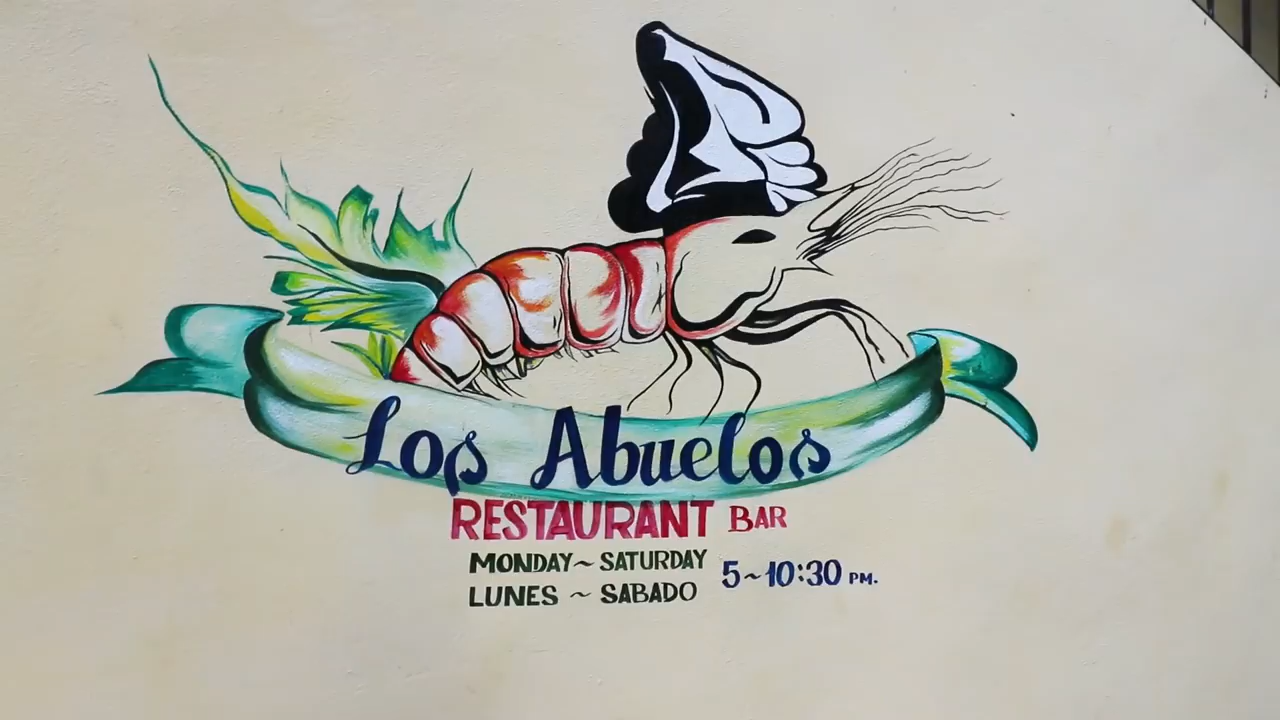 Los Abuelos
RESTAURANT BAR
MONDAY~SATURDAY
LUNES ~ SABADO
5~10:30 PM.